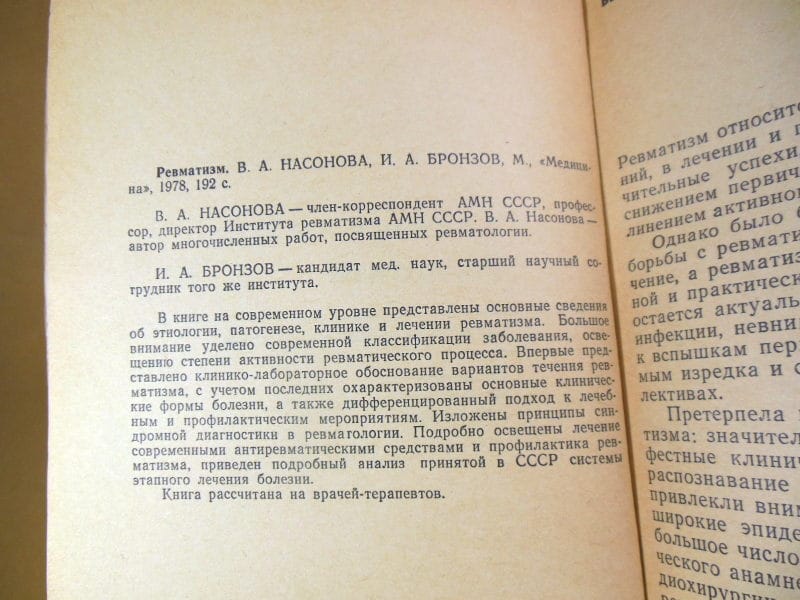 Ревматизм. В. А. НАСОНОВА, И. А. БРОНЗОВ, М., «Медици-
на», 1978, 192 с.
В. А. НАСОНОВА — член-корреспондент АМН СССР, профес-
сор, директор Института ревматизма АМН СССР. В. А. Насонова —
автор многочисленных работ, посвященных ревматологии.
И. А. БРОНЗОВ — кандидат мед. наук, старший научный со-
трудник того же института.
В книге на современном уровне представлены основные сведения
об этиологии, патогенезе, клинике и лечении ревматизма. Большое
внимание уделено современной классификации заболевания, осве-
щению степени активности ревматического процесса. Впервые пред-
ставлено клинико-лабораторное обоснование вариантов течения рев-
матизма, с учетом последних охарактеризованы основные клиничес-
кие формы болезни, а также дифференцированный подход к лечеб-
ным и профилактическим мероприятиям. Изложены принципы син-
дромной диагностики в ревматологии. Подробно освещены лечение
современными антиревматическими средствами и профилактика рев-
матизма, приведен подробный анализ принятой в СССР системы
этапного лечения болезни.
Книга рассчитана на врачей-терапевтов.
Ревматизм относите
ний, в лечении и п
чительные успехи,
снижением первич
линением активно
Однако было б
борьбы с ревмати
чение, а ревматиз
ной и практическ
остается актуаль
инфекции, невни
к вспышкам пер
мым изредка и с
лективах.
Претерпела
тизма: значител
фестные клинич
распознавание
привлекли вним
широкие эпиде
большое число
ческого анамне
диохирургич